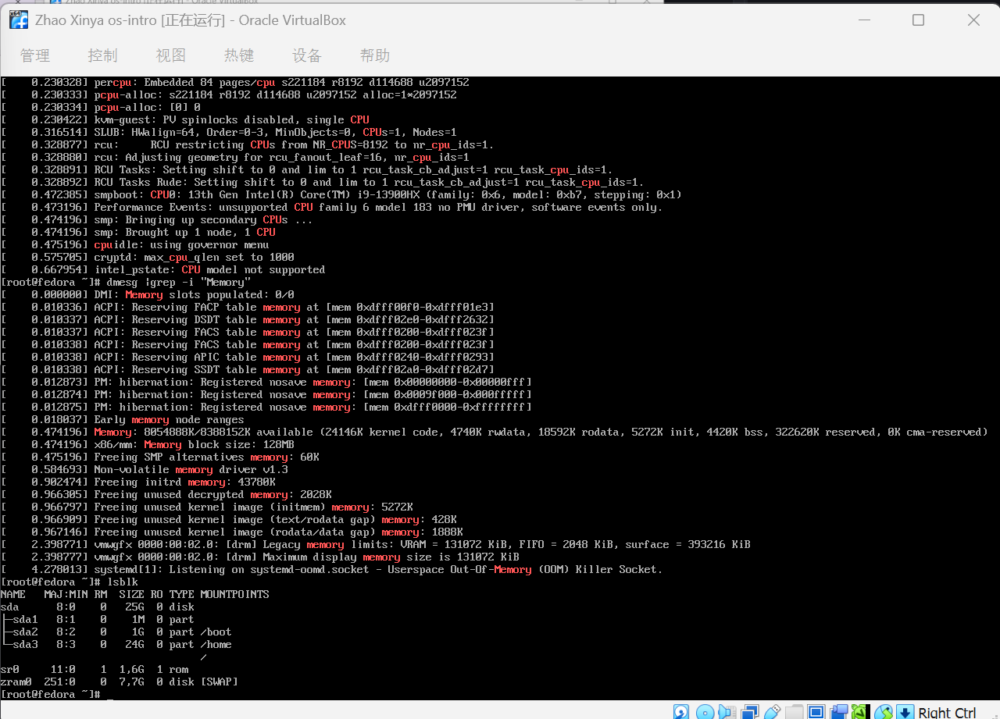 Zhao Xinya os-intro [正在运行] - Oracle VirtualBox
管理 控制 视图 热键 设备 帮助
[    0.230328] percpu: Embedded 84 pages/cpu s221184 r8192 d114688 u2097152
[    0.230333] pcpu-alloc: s221184 r8192 d114688 u2097152 alloc=1*2097152
[    0.230334] pcpu-alloc: [0] 0
[    0.230422] kvm-guest: PV spinlocks disabled, single CPU
[    0.316514] SLUB: HWalign=64, Order=0-3, MinObjects=0, CPUs=1, Nodes=1
[    0.328877] rcu:     RCU restricting CPUs from NR_CPUS=8192 to nr_cpu_ids=1.
[    0.328880] rcu: Adjusting geometry for rcu_fanout_leaf=16, nr_cpu_ids=1
[    0.328891] RCU Tasks: Setting shift to 0 and lim to 1 rcu_task_cb_adjust=1 rcu_task_cpu_ids=1.
[    0.328892] RCU Tasks Rude: Setting shift to 0 and lim to 1 rcu_task_cb_adjust=1 rcu_task_cpu_ids=1.
[    0.472385] smpboot: CPU0: 13th Gen Intel(R) Core(TM) i9-13900HX (family: 0x6, model: 0xb7, stepping: 0x1)
[    0.473196] Performance Events: unsupported CPU family 6 model 183 no PMU driver, software events only.
[    0.474196] smp: Bringing up secondary CPUs ...
[    0.474196] smp: Brought up 1 node, 1 CPU
[    0.475196] cpuidle: using governor menu
[    0.575705] cryptd: max_cpu_qlen set to 1000
[    0.667954] intel_pstate: CPU model not supported
[root@fedora ~]# dmesg |grep -i "Memory"
[    0.000000] DMI: Memory slots populated: 0/0
[    0.010336] ACPI: Reserving FACP table memory at [mem 0xdfff00f0-0xdfff01e3]
[    0.010337] ACPI: Reserving DSDT table memory at [mem 0xdfff02e0-0xdfff2632]
[    0.010337] ACPI: Reserving FACS table memory at [mem 0xdfff0200-0xdfff023f]
[    0.010338] ACPI: Reserving FACS table memory at [mem 0xdfff0200-0xdfff023f]
[    0.010338] ACPI: Reserving APIC table memory at [mem 0xdfff0240-0xdfff0293]
[    0.010338] ACPI: Reserving SSDT table memory at [mem 0xdfff02a0-0xdfff02d7]
[    0.012873] PM: hibernation: Registered nosave memory: [mem 0x00000000-0x00000fff]
[    0.012874] PM: hibernation: Registered nosave memory: [mem 0x0009f000-0x000fffff]
[    0.012875] PM: hibernation: Registered nosave memory: [mem 0xdfff0000-0xffffffff]
[    0.018037] Early memory node ranges
[    0.474196] Memory: 8054888K/8388152K available (24146K kernel code, 4740K rwdata, 18592K rodata, 5272K init, 4420K bss, 322620K reserved, 0K cma-reserved)
[    0.474196] x86/mm: Memory block size: 128MB
[    0.475196] Freeing SMP alternatives memory: 60K
[    0.584693] Non-volatile memory driver v1.3
[    0.902474] Freeing initrd memory: 43780K
[    0.966305] Freeing unused decrypted memory: 2028K
[    0.966797] Freeing unused kernel image (initmem) memory: 5272K
[    0.966909] Freeing unused kernel image (text/rodata gap) memory: 428K
[    0.967146] Freeing unused kernel image (rodata/data gap) memory: 1888K
[    2.398771] vmwgfx 0000:00:02.0: [drm] Legacy memory limits: VRAM = 131072 KiB, FIFO = 2048 KiB, surface = 393216 KiB
[    2.398777] vmwgfx 0000:00:02.0: [drm] Maximum display memory size is 131072 KiB
[    4.278013] systemd[1]: Listening on systemd-oomd.socket - Userspace Out-Of-Memory (OOM) Killer Socket.
[root@fedora ~]# lsblk
NAME   MAJ:MIN RM  SIZE RO TYPE MOUNTPOINTS
sda      8:0    0   25G  0 disk
├─sda1   8:1    0    1M  0 part
├─sda2   8:2    0    1G  0 part /boot
└─sda3   8:3    0   24G  0 part /home
                                /
sr0     11:0    1  1,6G  1 rom
zram0  251:0    0  7,7G  0 disk [SWAP]
[root@fedora ~]# _
Right Ctrl